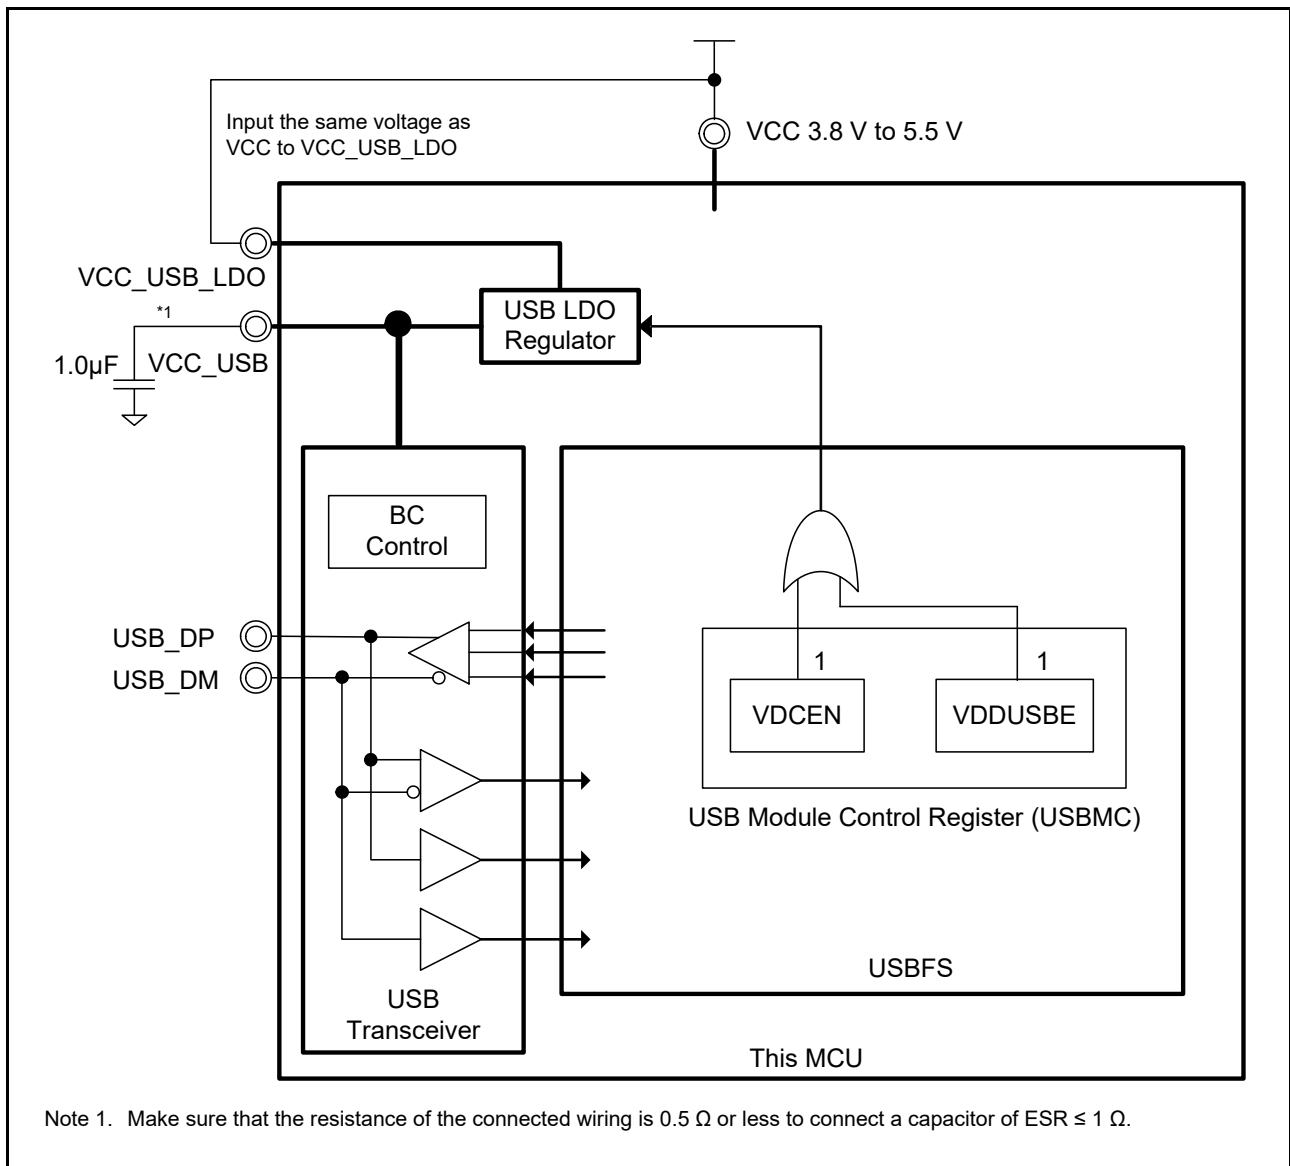 Input the same voltage as
VCC to VCC_USB_LDO
VCC 3.8 V to 5.5 V
VCC_USB_LDO
*1
1.0µF
VCC_USB
USB LDO
Regulator
BC
Control
USB_DP
USB_DM
1
1
VDCEN
VDDUSBE
USB Module Control Register (USBMC)
USBFS
USB
Transceiver
This MCU
Note 1. Make sure that the resistance of the connected wiring is 0.5 Ω or less to connect a capacitor of ESR ≤ 1 Ω.